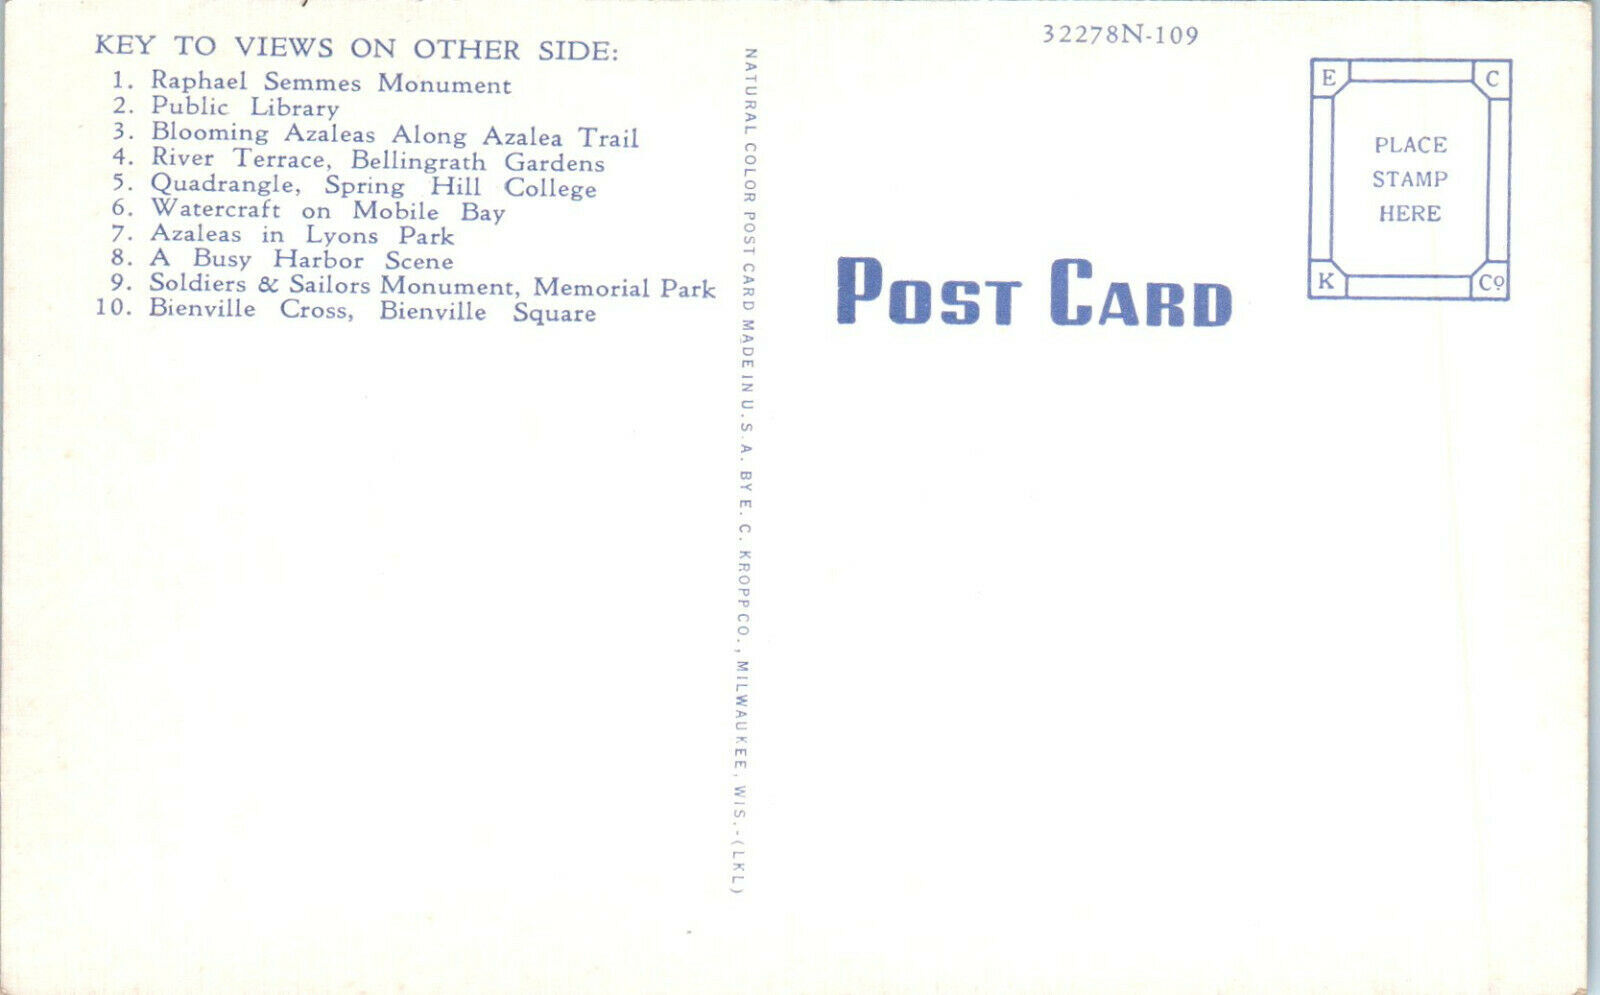 KEY TO VIEWS ON OTHER SIDE:
1. Raphael Semmes Monument
2. Public Library
3. Blooming Azaleas Along Azalea Trail
4. River Terrace, Bellingrath Gardens
5. Quadrangle, Spring Hill College
6. Watercraft on Mobile Bay
7. Azaleas in Lyons Park
8. A Busy Harbor Scene
9. Soldiers & Sailors Monument, Memorial Park
10. Bienville Cross, Bienville Square
NATURAL COLOR POST CARD MADE IN U.S.A. BY E. C. KROPP CO., MILWAUKEE, WIS.-(LKL)
32278N-109
POST CARD
E C
PLACE
STAMP
HERE
K Co